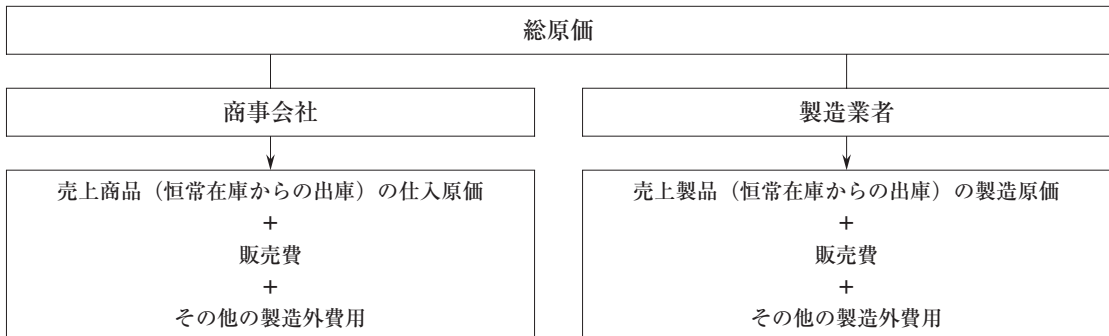 総原価
商事会社
製造業者
売上商品（恒常在庫からの出庫）の仕入原価
+
販売費
+
その他の製造外費用
売上製品（恒常在庫からの出庫）の製造原価
+
販売費
+
その他の製造外費用